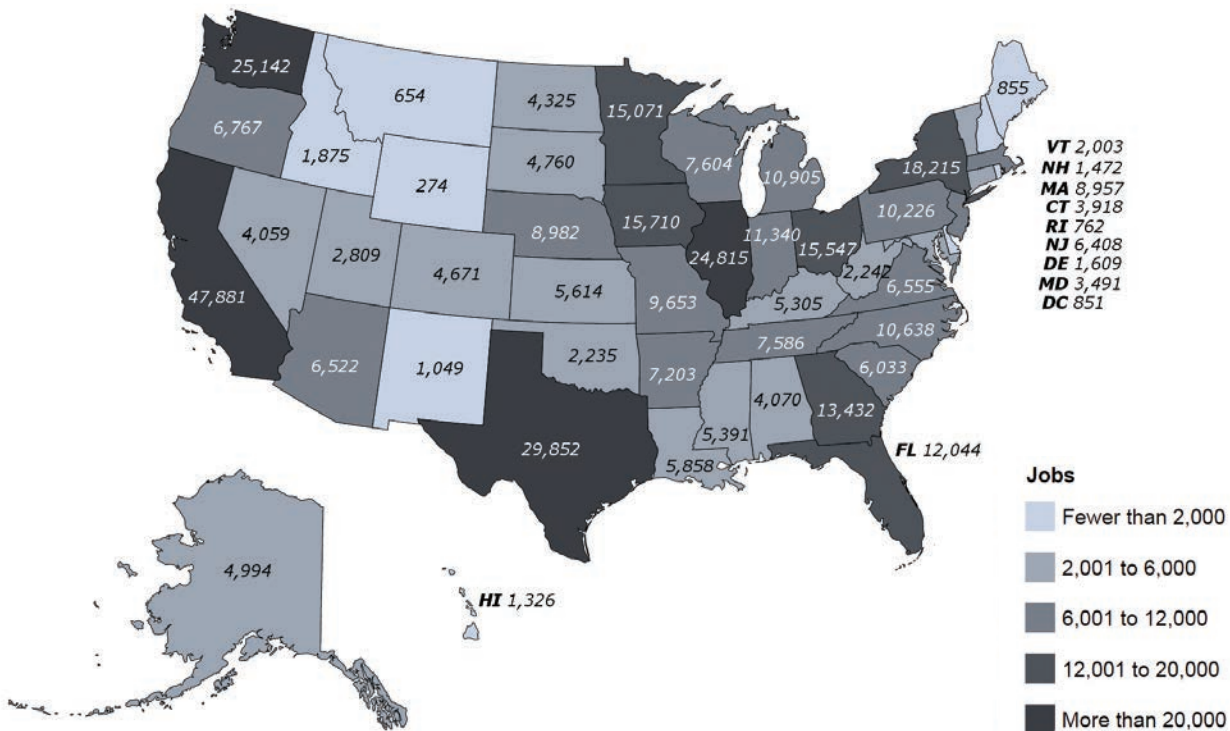 25,142
654
4,325
15,071
855
6,767
1,875
4,760
7,604
10,905
18,215
274
VT 2,003
NH 1,472
MA 8,957
CT 3,918
RI 762
NJ 6,408
DE 1,609
MD 3,491
DC 851
15,710
10,226
8,982
4,059
2,809
4,671
24,815
11,340
15,547
2,242
6,555
47,881
5,614
9,653
5,305
10,638
7,586
6,522
1,049
2,235
7,203
6,033
4,070
13,432
5,391
29,852
5,858
FL 12,044
4,994
HI 1,326
Jobs
Fewer than 2,000
2,001 to 6,000
6,001 to 12,000
12,001 to 20,000
More than 20,000